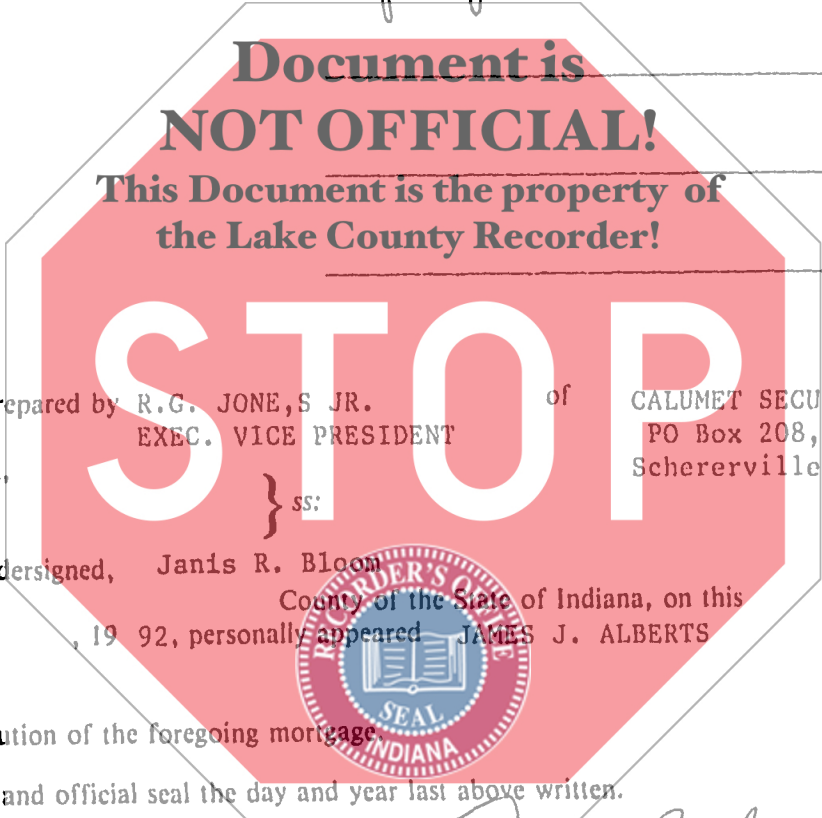 Document is
NOT OFFICIAL!
This Document is the property of
the Lake County Recorder!
STOP
epared by R.G. JONE,S JR. of CALUMET SECU
EXEC. VICE PRESIDENT PO Box 208,
, Schererville
} ss:
dersigned, Janis R. Bloom
County of the State of Indiana, on this
, 19 92, personally appeared JAMES J. ALBERTS
RECORDER'S OFFICE
SEAL
INDIANA
ution of the foregoing mortgage.
and official seal the day and year last above written.